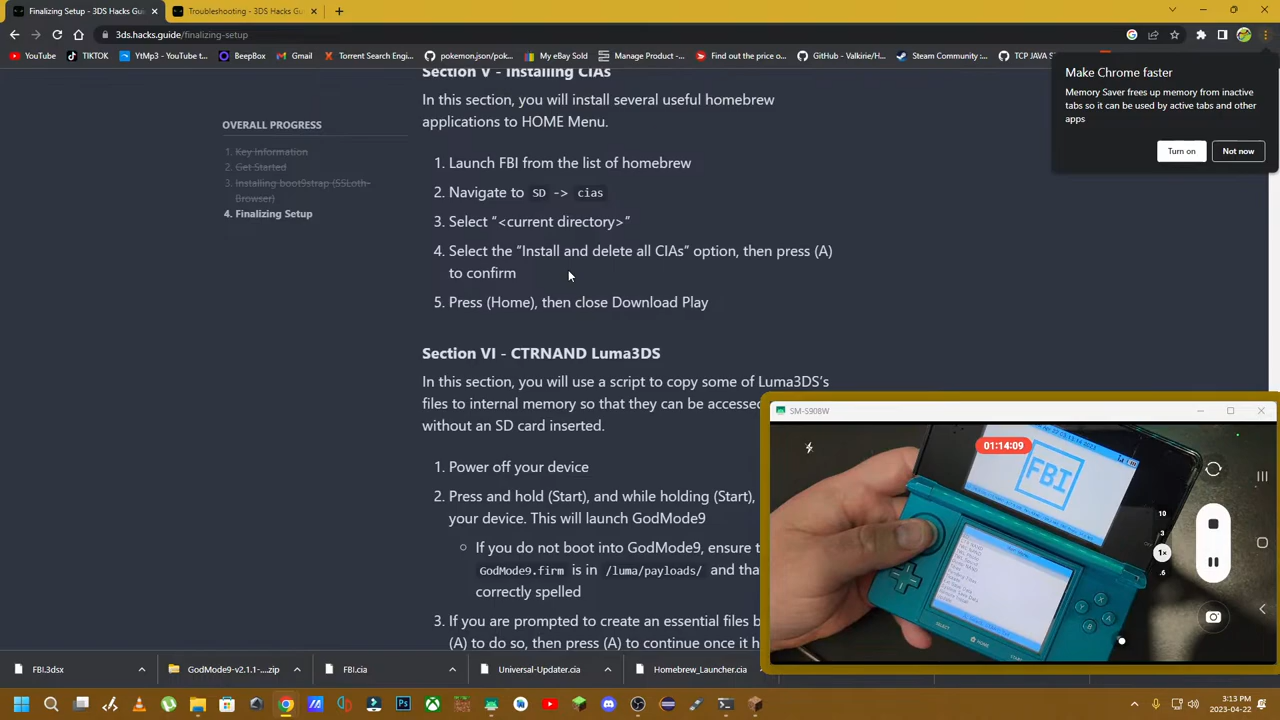 Finalizing Setup - 3DS Hacks Gu
Troubleshooting - 3DS Hacks Gui
3ds.hacks.guide/finalizing-setup
YouTube
TIKTOK
YtMp3 - YouTube to...
BeepBox
Gmail
Torrent Search Engi...
pokemon.json/pok...
My eBay Sold
Manage Product -...
Find out the price o...
GitHub - Valkine/H...
Steam Community :...
TCP JAVA S
Make Chrome faster
Memory Saver frees up memory from inactive
tabs so it can be used by active tabs and other
apps
Turn on
Not now
OVERALL PROGRESS
1. Key Information
2. Get Started
3. Installing boot9strap (SSLoth-
Browser)
4. Finalizing Setup
Section V - Installing CIAs
In this section, you will install several useful homebrew
applications to HOME Menu.
1. Launch FBI from the list of homebrew
2. Navigate to SD -> cias
3. Select “<current directory>”
4. Select the “Install and delete all CIAs” option, then press (A)
to confirm
5. Press (Home), then close Download Play
Section VI - CTRNAND Luma3DS
In this section, you will use a script to copy some of Luma3DS’s
files to internal memory so that they can be accessed
without an SD card inserted.
1. Power off your device
2. Press and hold (Start), and while holding (Start),
your device. This will launch GodMode9
If you do not boot into GodMode9, ensure t
GodMode9.firm is in /luma/payloads/ and tha
correctly spelled
3. If you are prompted to create an essential files b
(A) to do so, then press (A) to continue once it h
SM-S908W
01:14:09
FBI
10
3
1x
.6
X
Y
A
B
SELECT
HOME
START
FBI.3dsx
GodMode9-v2.1.1-....zip
FBI.cia
Universal-Updater.cia
Homebrew_Launcher.cia
3:13 PM
2023-04-22